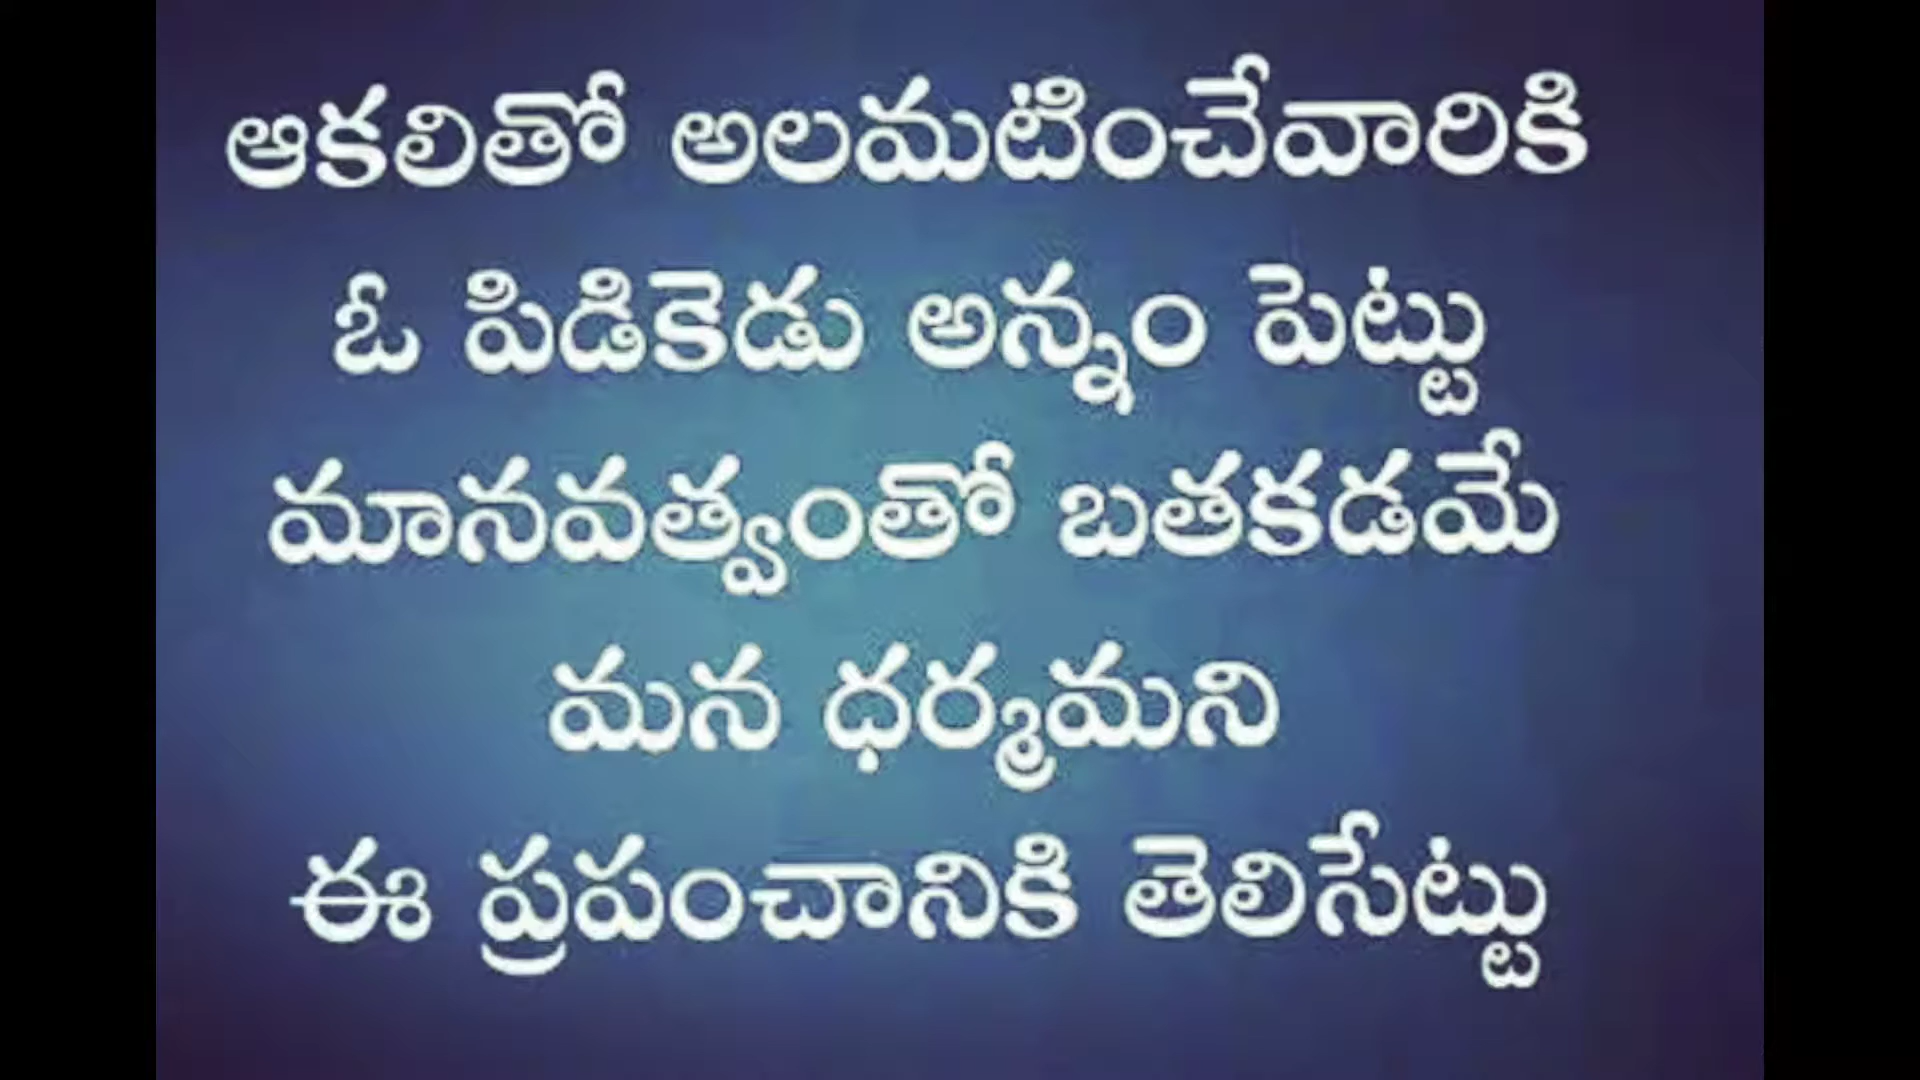 ఆకలితో అలమటించేవారికి
ఓ పిడికెడు అన్నం పెట్టు
మానవత్వంతో బతకడమే
మన ధర్మమని
ఈ ప్రపంచానికి తెలిసేట్టు